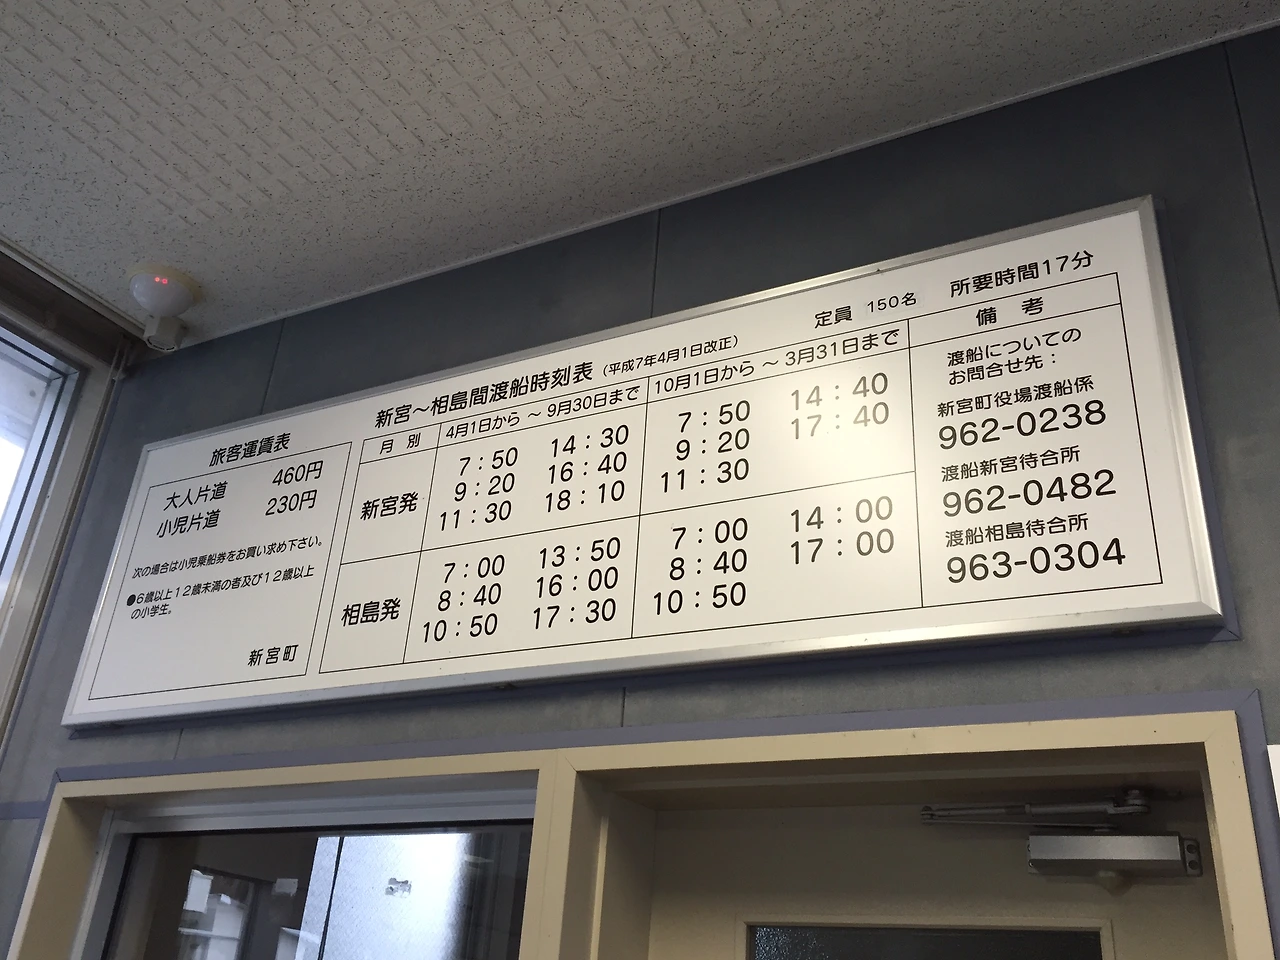 旅客運賃表
大人片道 460円
小児片道 230円
次の場合は小児乗船券をお買い求め下さい。
●6歳以上12歳未満の者及び12歳以上
の小学生。
新宮町
新宮～相島間渡船時刻表 (平成7年4月1日改正) 定員 150名 所要時間17分
月 別 4月1日から ～ 9月30日まで 10月1日から ～ 3月31日まで 備 考
新宮発
7:50 14:30
9:20 16:40
11:30 18:10
7:50 14:40
9:20 17:40
11:30
相島発
7:00 13:50
8:40 16:00
10:50 17:30
7:00 14:00
8:40 17:00
10:50
渡船についての
お問合せ先：
新宮町役場渡船係
962-0238
渡船新宮待合所
962-0482
渡船相島待合所
963-0304